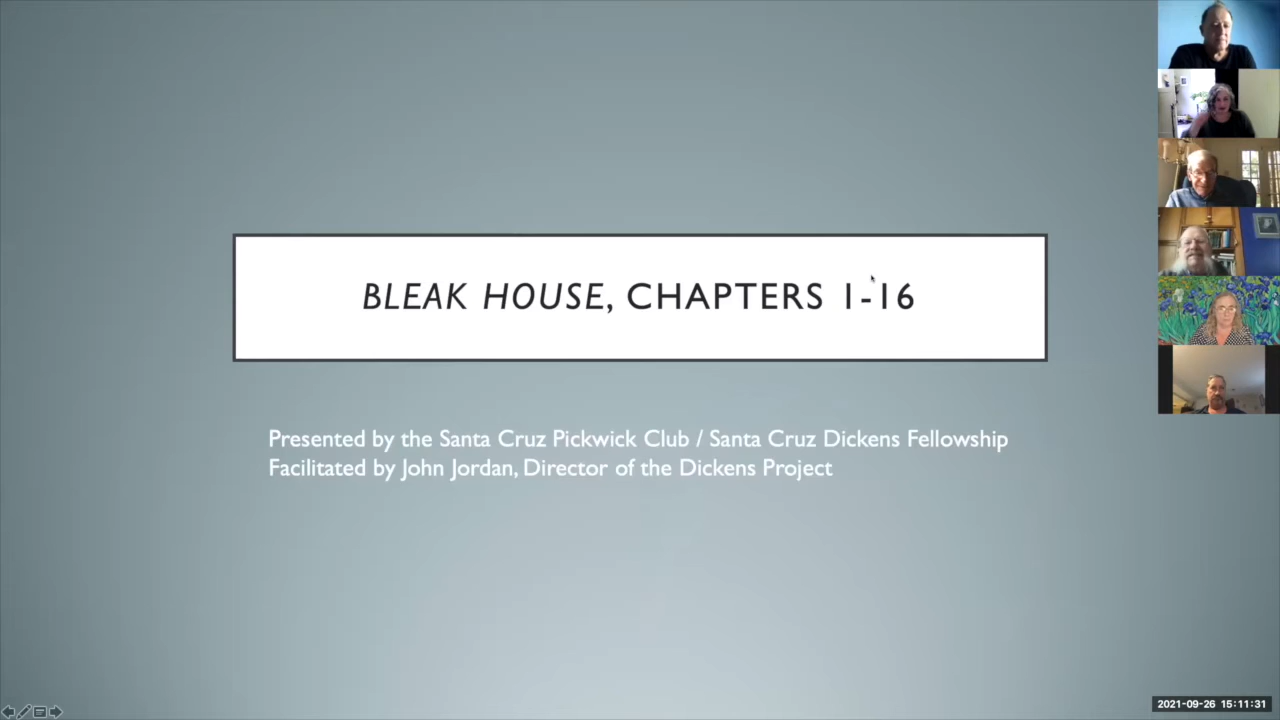 BLEAK HOUSE, CHAPTERS 1-16
Presented by the Santa Cruz Pickwick Club / Santa Cruz Dickens Fellowship
Facilitated by John Jordan, Director of the Dickens Project
2021-09-26 15:11:31